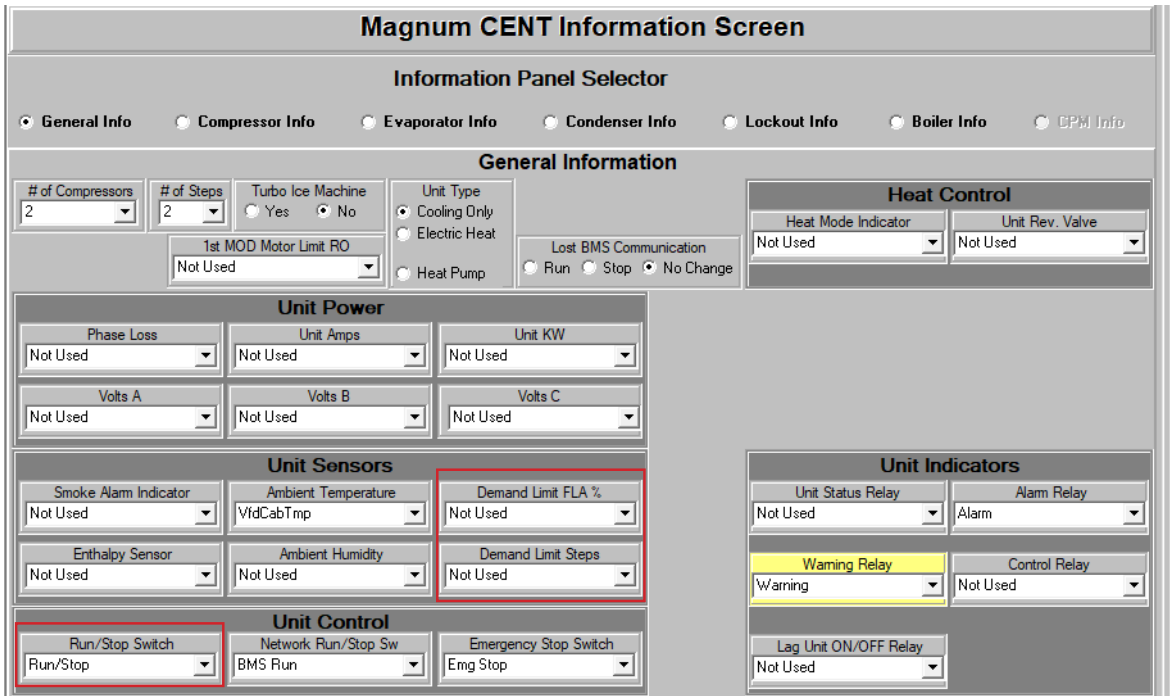 Magnum CENT Information Screen
Information Panel Selector
General Info Compressor Info Evaporator Info Condenser Info Lockout Info Boiler Info CPM Info
General Information
# of Compressors
2
# of Steps
2
Turbo Ice Machine
Yes No
Unit Type
Cooling Only
Electric Heat
Heat Pump
1st MOD Motor Limit RO
Not Used
Lost BMS Communication
Run Stop No Change
Heat Control
Heat Mode Indicator
Not Used
Unit Rev. Valve
Not Used
Unit Power
Phase Loss
Not Used
Unit Amps
Not Used
Unit KW
Not Used
Volts A
Not Used
Volts B
Not Used
Volts C
Not Used
Unit Sensors
Smoke Alarm Indicator
Not Used
Ambient Temperature
VfdCabTmp
Demand Limit FLA %
Not Used
Enthalpy Sensor
Not Used
Ambient Humidity
Not Used
Demand Limit Steps
Not Used
Unit Indicators
Unit Status Relay
Not Used
Alarm Relay
Alarm
Warning Relay
Warning
Control Relay
Not Used
Lag Unit ON/OFF Relay
Not Used
Unit Control
Run/Stop Switch
Run/Stop
Network Run/Stop Sw
BMS Run
Emergency Stop Switch
Emg Stop